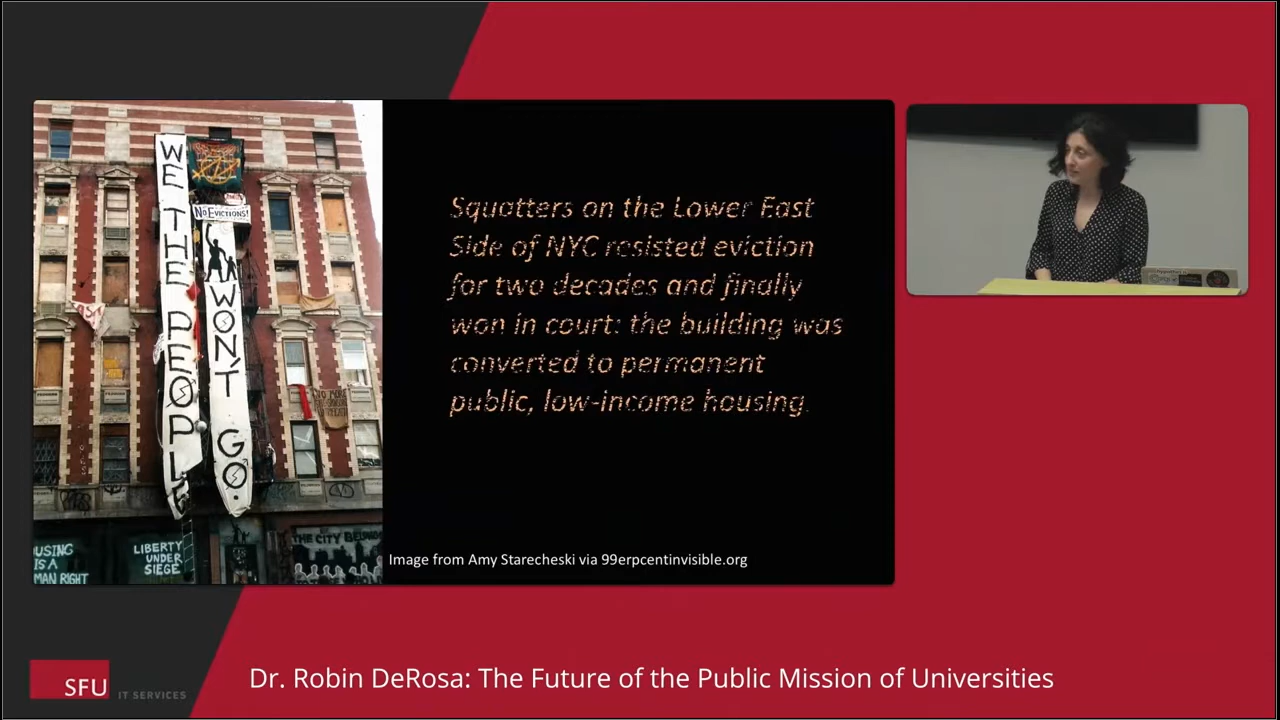 WE
THE
PEOPLE
NO EVICTIONS!
WON'T
GO.
USING
IS A
MAN RIGHT
LIBERTY
UNDER
SIEGE
THE CITY BELONGS
Squatters on the Lower East
Side of NYC resisted eviction
for two decades and finally
won in court: the building was
converted to permanent
public, low-income housing.
Image from Amy Starecheski via 99erpcentinvisible.org
SFU IT SERVICES
Dr. Robin DeRosa: The Future of the Public Mission of Universities